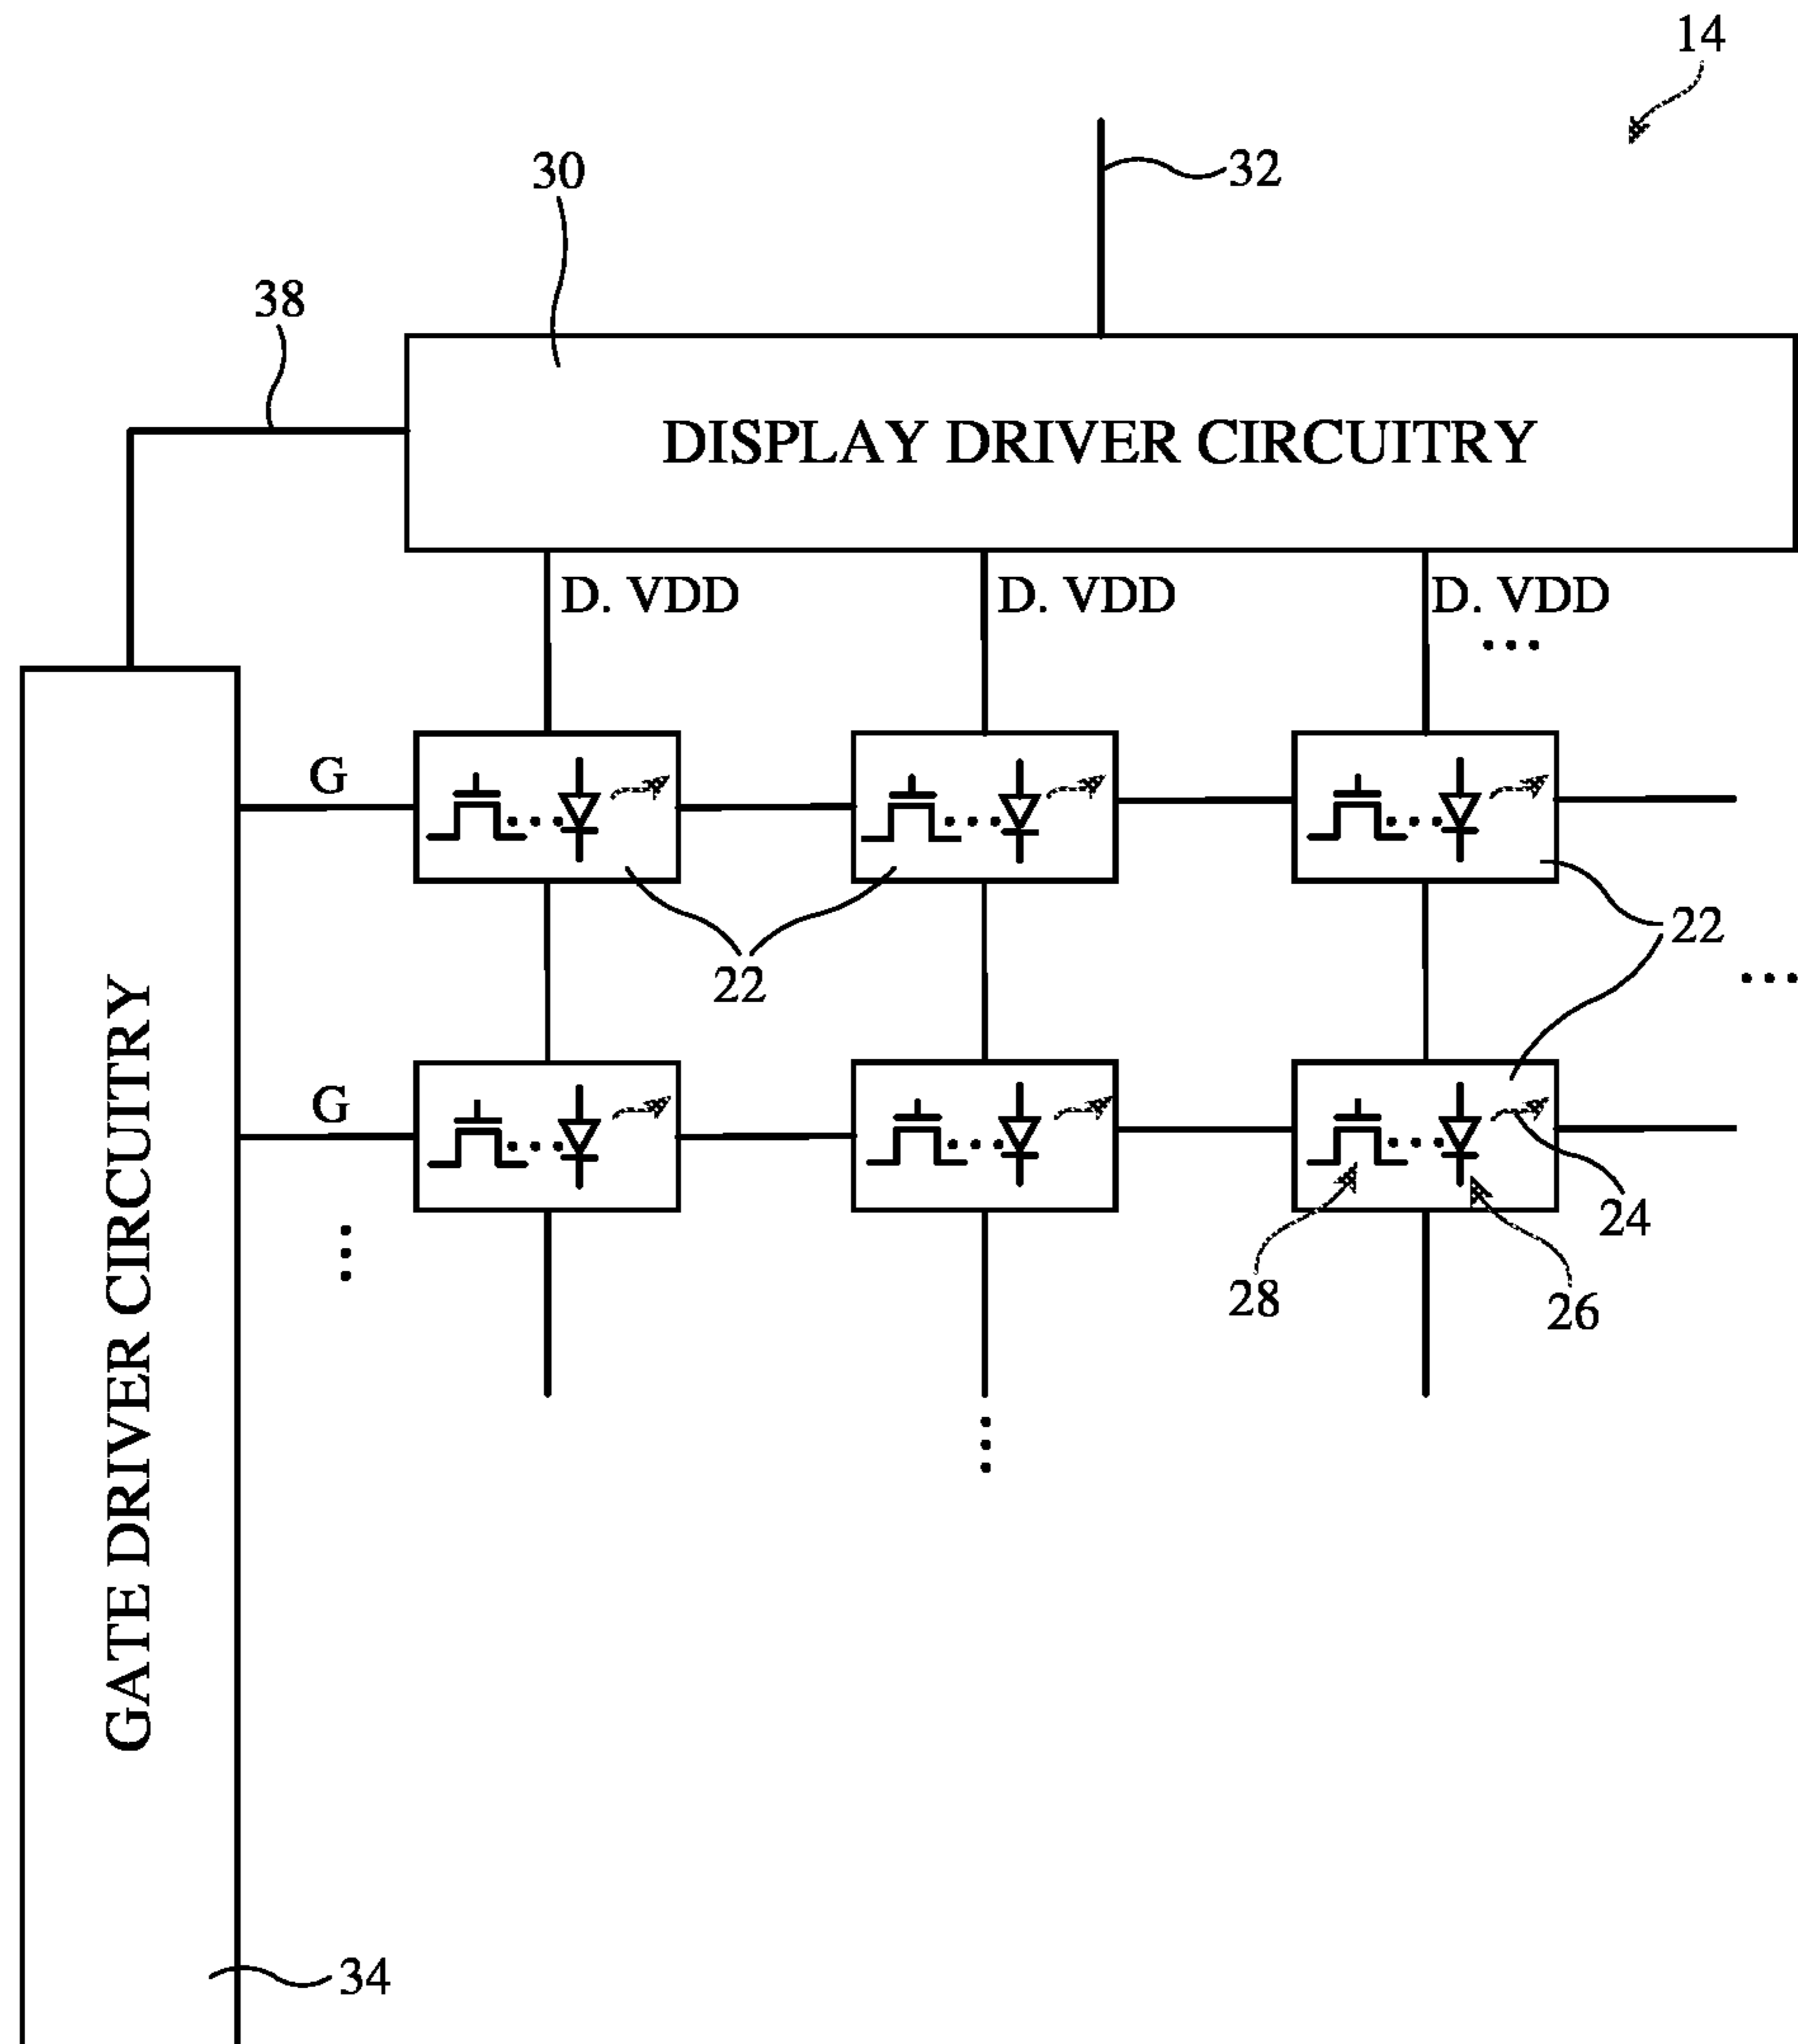 14
32
30
38
DISPLAY DRIVER CIRCUITRY
D. VDD
D. VDD
D. VDD
...
G
22
22
...
G
24
28
26
GATE DRIVER CIRCUITRY
34